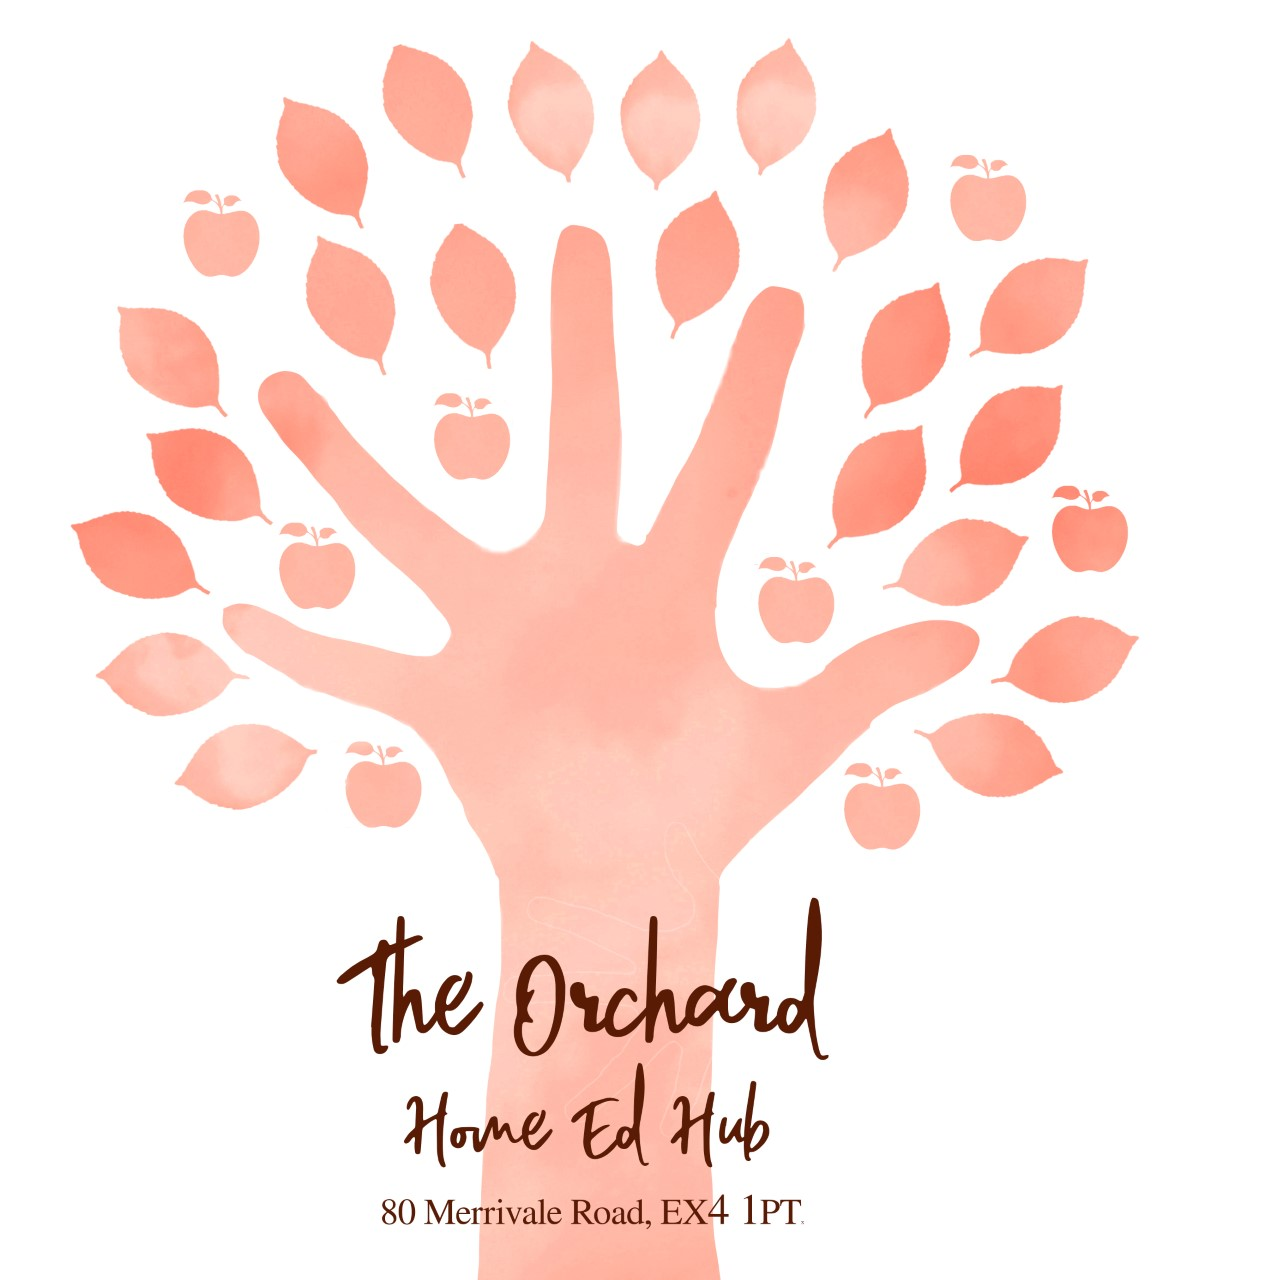 The Orchard
Home Ed Hub
80 Merrivale Road, EX4 1PT.